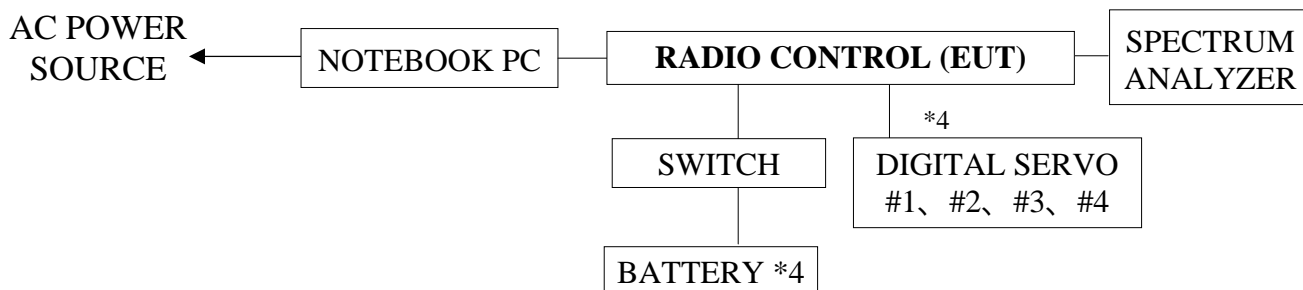 AC POWER
SOURCE
NOTEBOOK PC
RADIO CONTROL (EUT)
SPECTRUM
ANALYZER
*4
SWITCH
DIGITAL SERVO
#1、#2、#3、#4
BATTERY *4